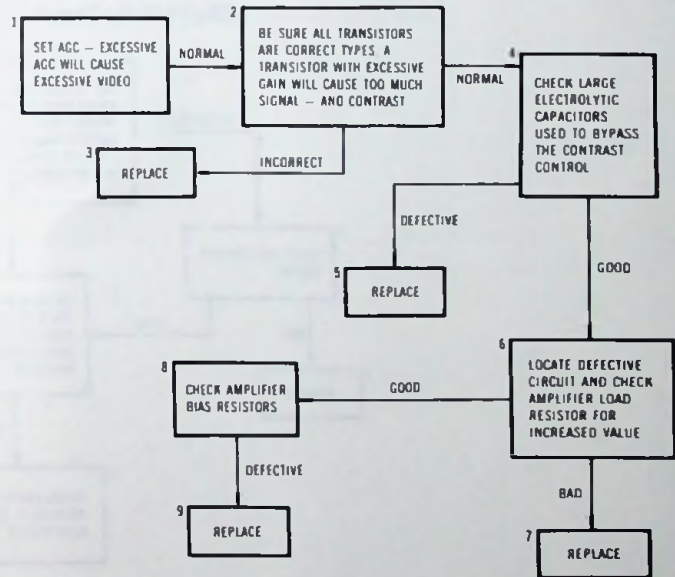 1
SET AGC – EXCESSIVE
AGC WILL CAUSE
EXCESSIVE VIDEO
NORMAL
2
BE SURE ALL TRANSISTORS
ARE CORRECT TYPES. A
TRANSISTOR WITH EXCESSIVE
GAIN WILL CAUSE TOO MUCH
SIGNAL – AND CONTRAST
NORMAL
INCORRECT
3
REPLACE
4
CHECK LARGE
ELECTROLYTIC
CAPACITORS
USED TO BYPASS
THE CONTRAST
CONTROL
DEFECTIVE
5
REPLACE
GOOD
6
LOCATE DEFECTIVE
CIRCUIT AND CHECK
AMPLIFIER LOAD
RESISTOR FOR
INCREASED VALUE
BAD
7
REPLACE
GOOD
8
CHECK AMPLIFIER
BIAS RESISTORS
DEFECTIVE
9
REPLACE